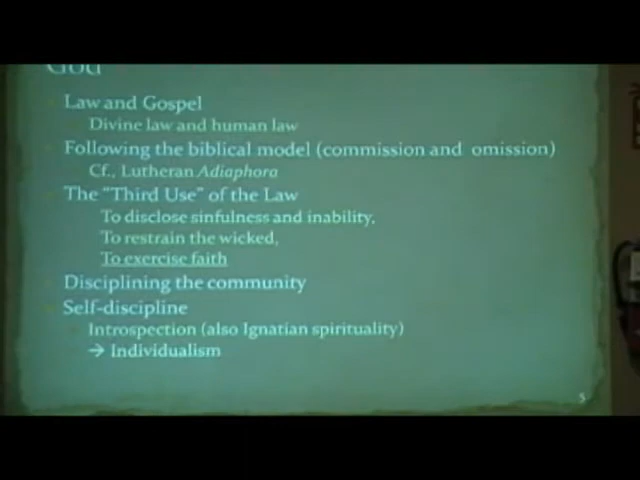 God
Law and Gospel
Divine law and human law
Following the biblical model (commission and omission)
Cf., Lutheran Adiaphora
The "Third Use" of the Law
To disclose sinfulness and inability,
To restrain the wicked,
To exercise faith
Disciplining the community
Self-discipline
Introspection (also Ignatian spirituality)
→ Individualism
5